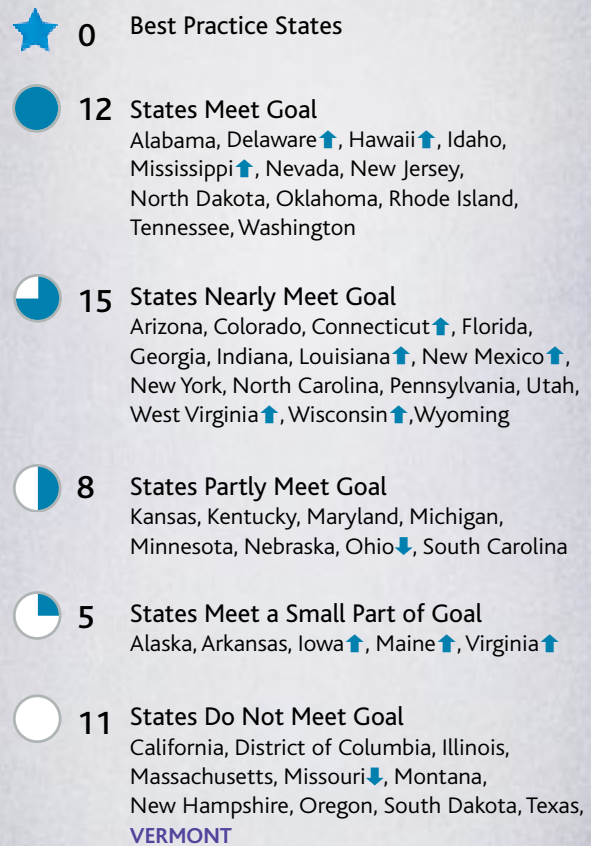 0 Best Practice States
12 States Meet Goal
Alabama, Delaware⬆, Hawaii⬆, Idaho,
Mississippi⬆, Nevada, New Jersey,
North Dakota, Oklahoma, Rhode Island,
Tennessee, Washington
15 States Nearly Meet Goal
Arizona, Colorado, Connecticut⬆, Florida,
Georgia, Indiana, Louisiana⬆, New Mexico⬆,
New York, North Carolina, Pennsylvania, Utah,
West Virginia⬆, Wisconsin⬆,Wyoming
8 States Partly Meet Goal
Kansas, Kentucky, Maryland, Michigan,
Minnesota, Nebraska, Ohio⬇, South Carolina
5 States Meet a Small Part of Goal
Alaska, Arkansas, Iowa⬆, Maine⬆, Virginia⬆
11 States Do Not Meet Goal
California, District of Columbia, Illinois,
Massachusetts, Missouri⬇, Montana,
New Hampshire, Oregon, South Dakota, Texas,
VERMONT